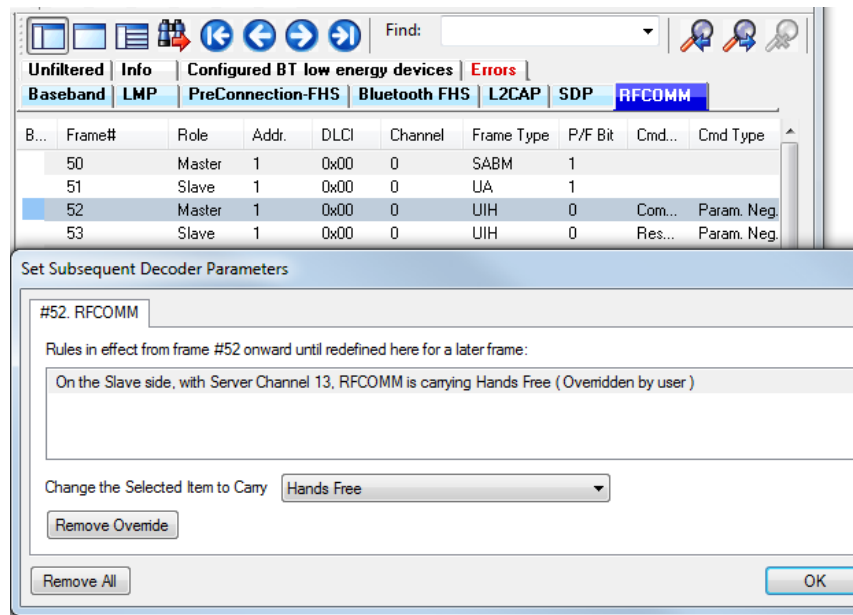 Find:
Unfiltered Info Configured BT low energy devices Errors
Baseband LMP PreConnection-FHS Bluetooth FHS L2CAP SDP RFCOMM
B... Frame# Role Addr. DLCI Channel Frame Type P/F Bit Cmd... Cmd Type
50 Master 1 0x00 0 SABM 1
51 Slave 1 0x00 0 UA 1
52 Master 1 0x00 0 UIH 0 Com... Param. Neg.
53 Slave 1 0x00 0 UIH 0 Res... Param. Neg.
Set Subsequent Decoder Parameters
#52. RFCOMM
Rules in effect from frame #52 onward until redefined here for a later frame:
On the Slave side, with Server Channel 13, RFCOMM is carrying Hands Free ( Overridden by user )
Change the Selected Item to Carry Hands Free
Remove Override
Remove All OK